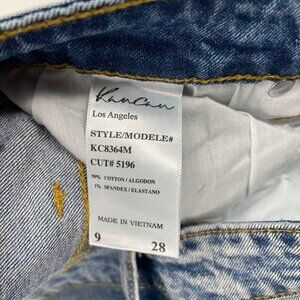 KanCan
Los Angeles
STYLE/MODELE#
KC8364M
CUT# 5196
99% COTTON/ALGODON
1% SPANDEX/ELASTANO
MADE IN VIETNAM
9 28